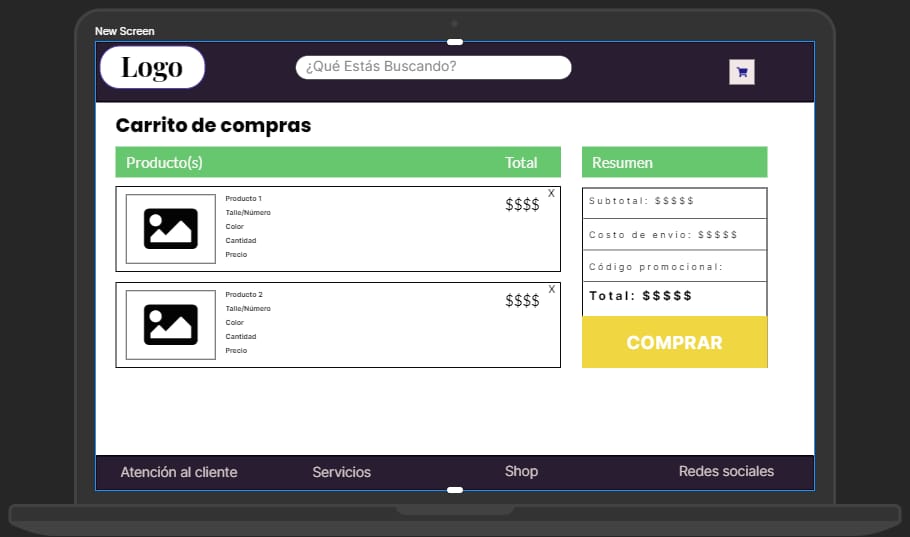 New Screen
Logo
¿Qué Estás Buscando?
Carrito de compras
Producto(s) Total
Resumen
Producto 1
Talle/Número
Color
Cantidad
Precio
$$$$
X
Producto 2
Talle/Número
Color
Cantidad
Precio
$$$$
X
Subtotal: $$$$$
Costo de envío: $$$$$
Código promocional:
Total: $$$$$
COMPRAR
Atención al cliente Servicios Shop Redes sociales